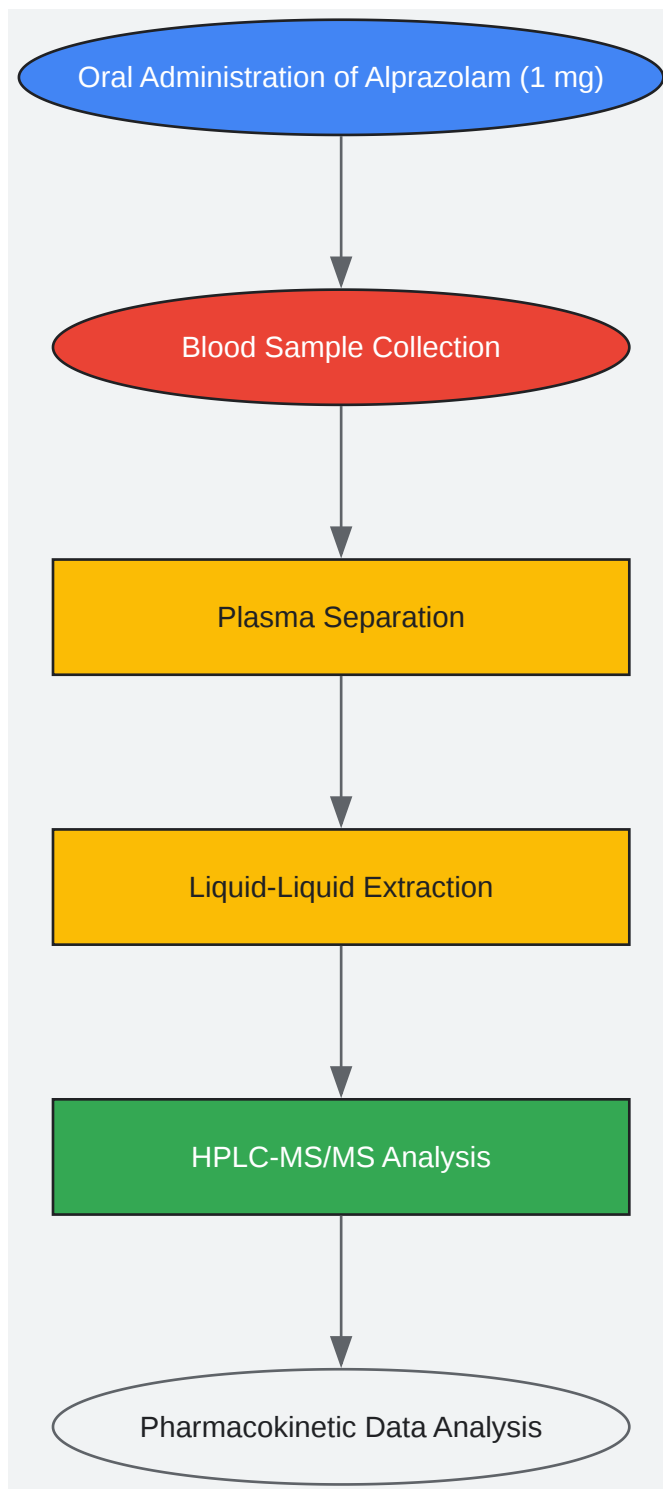 Oral Administration of Alprazolam (1 mg)
Blood Sample Collection
Plasma Separation
Liquid-Liquid Extraction
HPLC-MS/MS Analysis
Pharmacokinetic Data Analysis